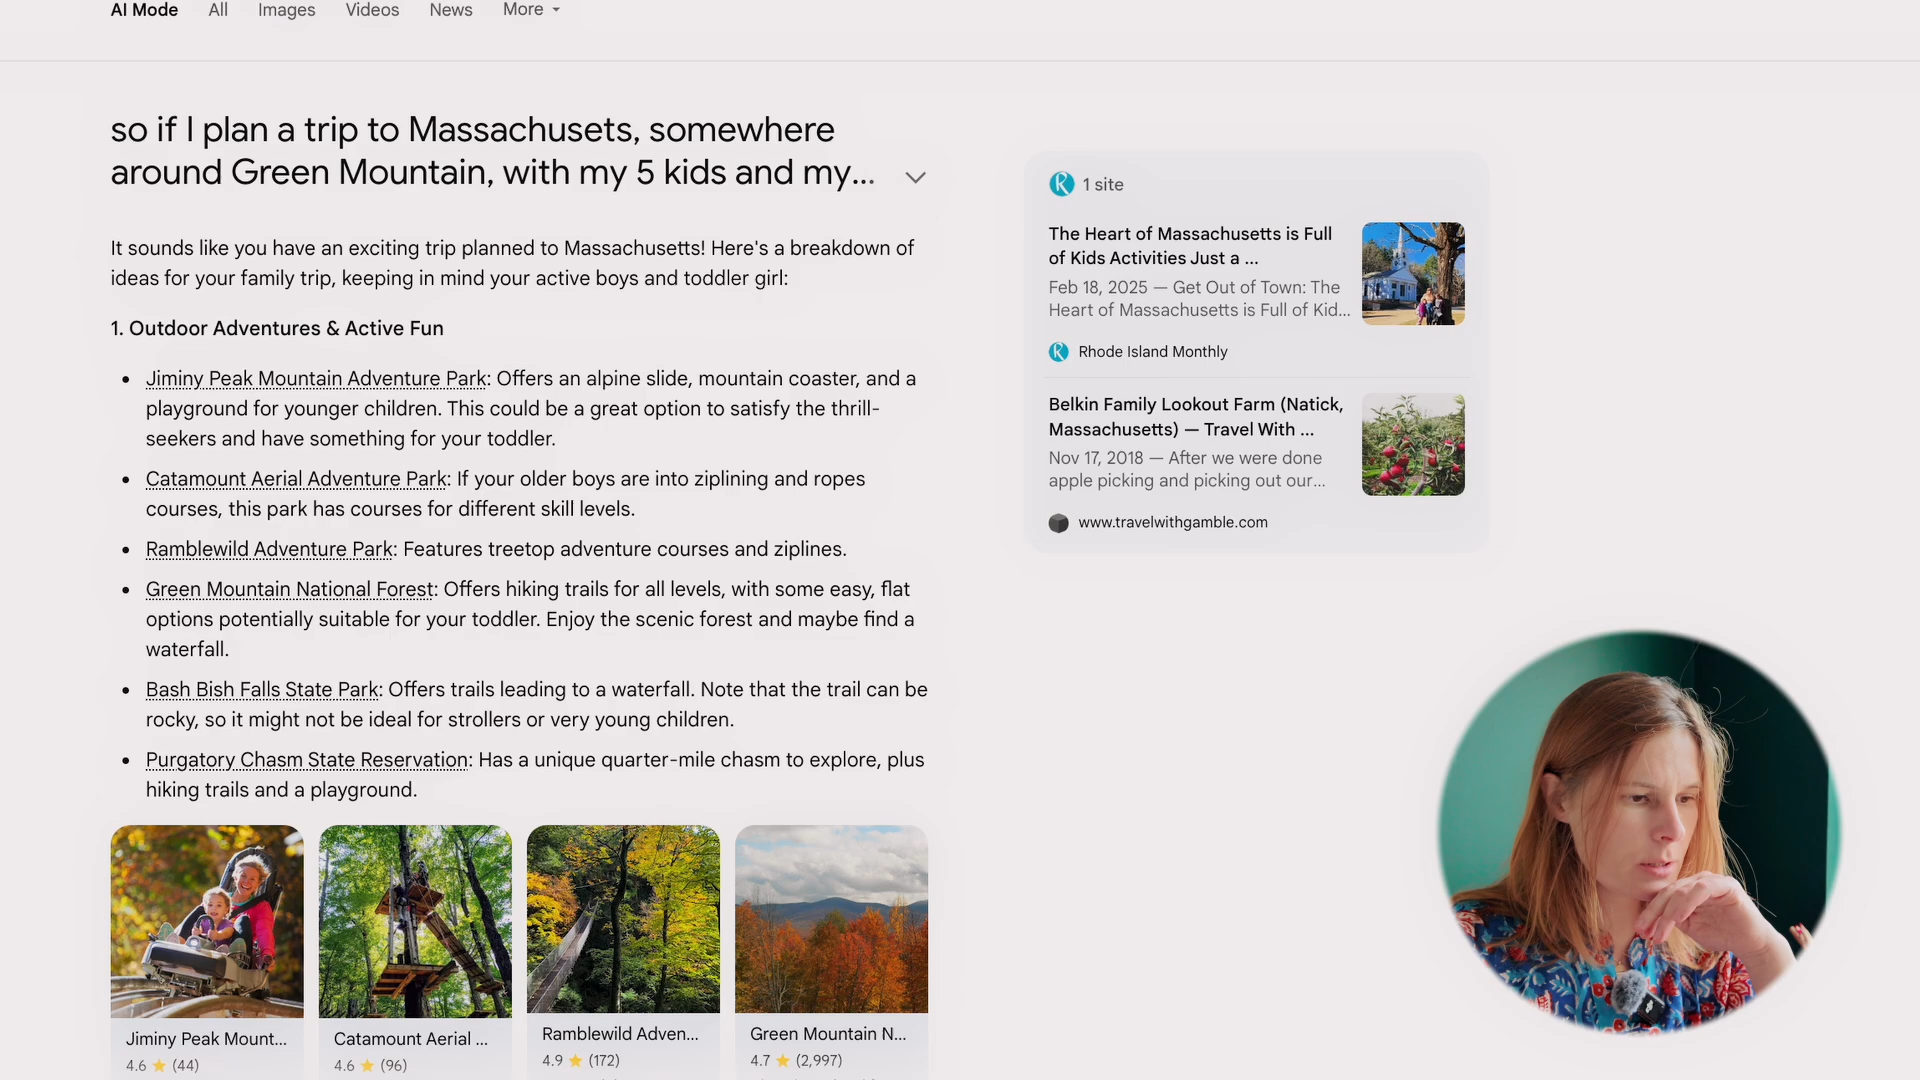 AI Mode
All
Images
Videos
News
More
so if I plan a trip to Massachusets, somewhere
around Green Mountain, with my 5 kids and my...
It sounds like you have an exciting trip planned to Massachusetts! Here's a breakdown of
ideas for your family trip, keeping in mind your active boys and toddler girl:
1. Outdoor Adventures & Active Fun
• Jiminy Peak Mountain Adventure Park: Offers an alpine slide, mountain coaster, and a
playground for younger children. This could be a great option to satisfy the thrill-
seekers and have something for your toddler.
• Catamount Aerial Adventure Park: If your older boys are into ziplining and ropes
courses, this park has courses for different skill levels.
• Ramblewild Adventure Park: Features treetop adventure courses and ziplines.
• Green Mountain National Forest: Offers hiking trails for all levels, with some easy, flat
options potentially suitable for your toddler. Enjoy the scenic forest and maybe find a
waterfall.
• Bash Bish Falls State Park: Offers trails leading to a waterfall. Note that the trail can be
rocky, so it might not be ideal for strollers or very young children.
• Purgatory Chasm State Reservation: Has a unique quarter-mile chasm to explore, plus
hiking trails and a playground.
Jiminy Peak Mount...
4.6 ★ (44)
Catamount Aerial ...
4.6 ★ (96)
Ramblewild Adven...
4.9 ★ (172)
Green Mountain N...
4.7 ★ (2,997)
R 1 site
The Heart of Massachusetts is Full
of Kids Activities Just a ...
Feb 18, 2025 — Get Out of Town: The
Heart of Massachusetts is Full of Kid...
R Rhode Island Monthly
Belkin Family Lookout Farm (Natick,
Massachusetts) — Travel With ...
Nov 17, 2018 — After we were done
apple picking and picking out our...
www.travelwithgamble.com